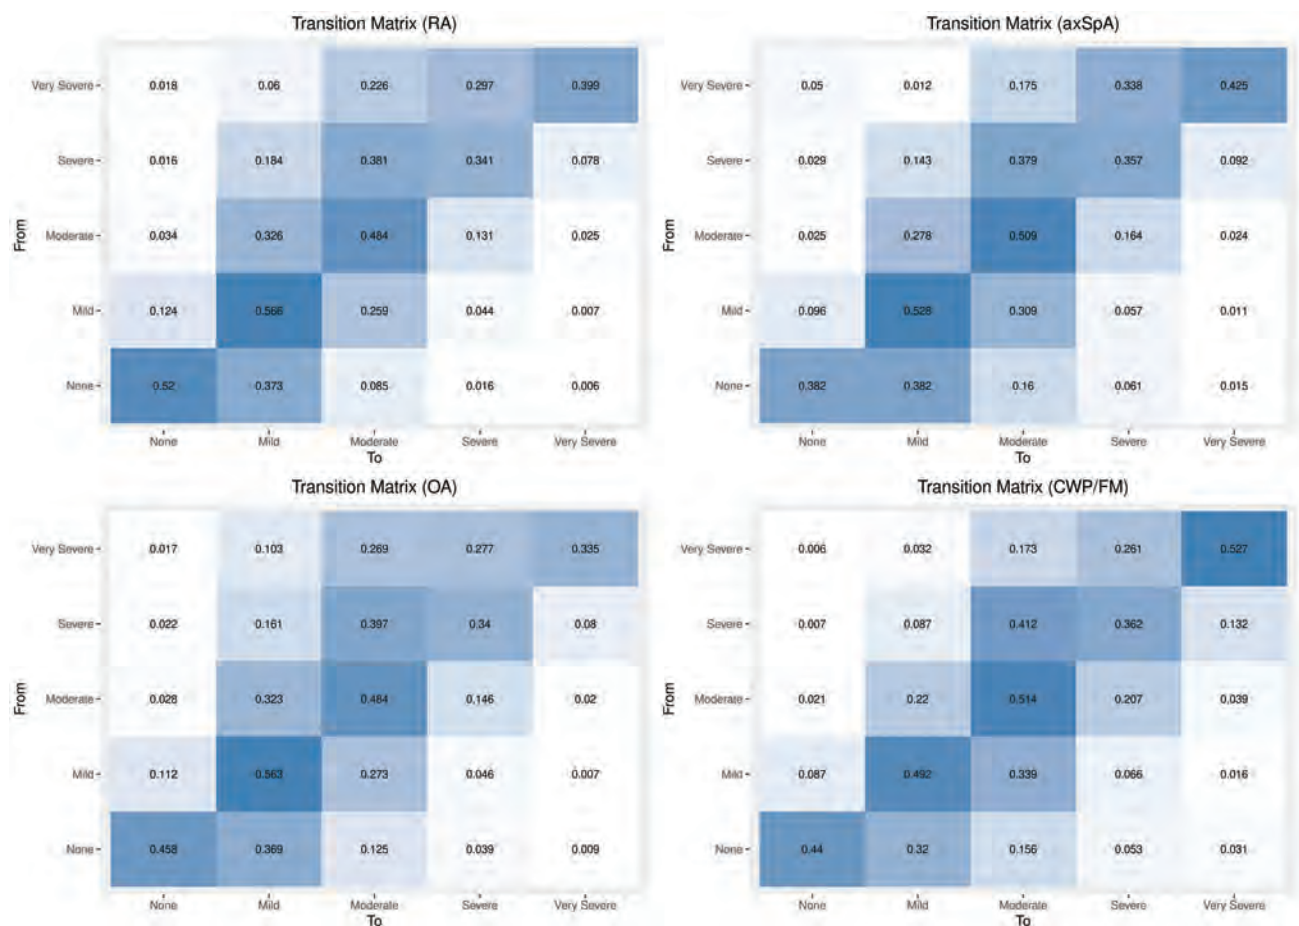 Transition Matrix (RA)
From
Very Severe 0.018 0.06 0.226 0.297 0.399
Severe 0.016 0.184 0.381 0.341 0.078
Moderate 0.034 0.326 0.484 0.131 0.025
Mild 0.124 0.566 0.259 0.044 0.007
None 0.52 0.373 0.085 0.016 0.006
None Mild Moderate Severe Very Severe
To
Transition Matrix (axSpA)
From
Very Severe 0.05 0.012 0.175 0.338 0.425
Severe 0.029 0.143 0.379 0.357 0.092
Moderate 0.025 0.278 0.509 0.164 0.024
Mild 0.096 0.528 0.309 0.057 0.011
None 0.382 0.382 0.16 0.061 0.015
None Mild Moderate Severe Very Severe
To
Transition Matrix (OA)
From
Very Severe 0.017 0.103 0.269 0.277 0.335
Severe 0.022 0.161 0.397 0.34 0.08
Moderate 0.028 0.323 0.484 0.146 0.02
Mild 0.112 0.563 0.273 0.046 0.007
None 0.458 0.369 0.125 0.039 0.009
None Mild Moderate Severe Very Severe
To
Transition Matrix (CWP/FM)
From
Very Severe 0.006 0.032 0.173 0.261 0.527
Severe 0.007 0.087 0.412 0.362 0.132
Moderate 0.021 0.22 0.514 0.207 0.039
Mild 0.087 0.492 0.339 0.066 0.016
None 0.44 0.32 0.156 0.053 0.031
None Mild Moderate Severe Very Severe
To